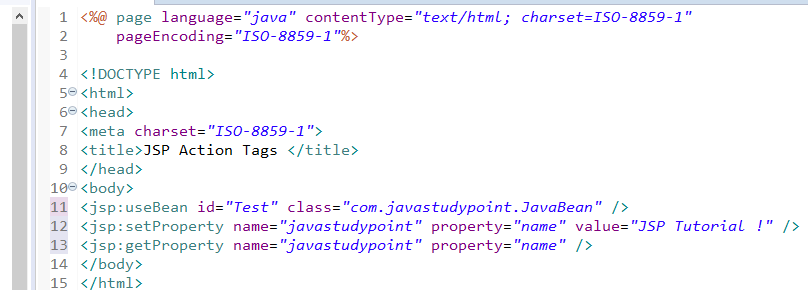 1 <%@ page language="java" contentType="text/html; charset=ISO-8859-1"
2     pageEncoding="ISO-8859-1"%>
3
4 <!DOCTYPE html>
5 <html>
6 <head>
7 <meta charset="ISO-8859-1">
8 <title>JSP Action Tags </title>
9 </head>
10 <body>
11 <jsp:useBean id="Test" class="com.javastudypoint.JavaBean" />
12 <jsp:setProperty name="javastudypoint" property="name" value="JSP Tutorial !" />
13 <jsp:getProperty name="javastudypoint" property="name" />
14 </body>
15 </html>